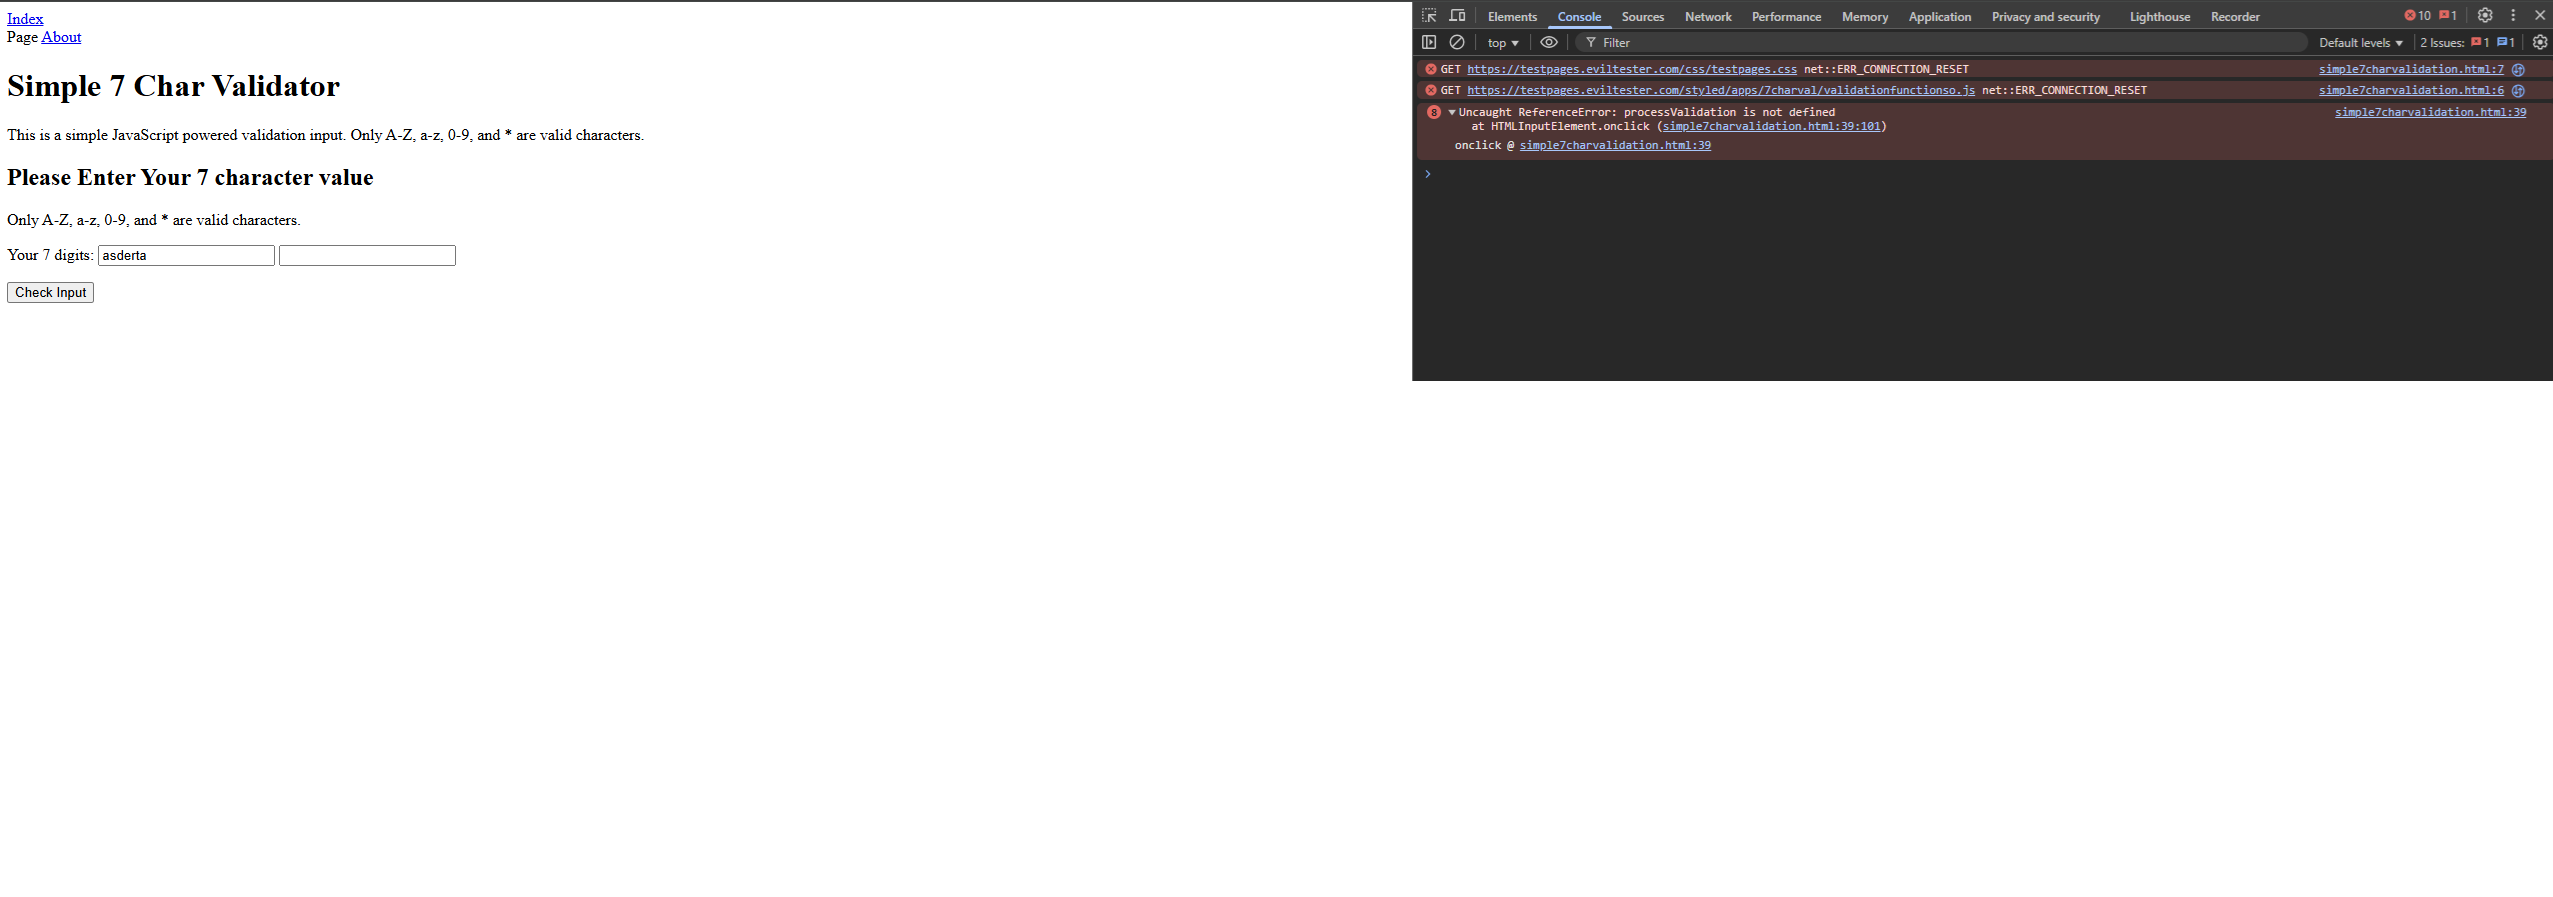 Index
Page About
Simple 7 Char Validator
This is a simple JavaScript powered validation input. Only A-Z, a-z, 0-9, and * are valid characters.
Please Enter Your 7 character value
Only A-Z, a-z, 0-9, and * are valid characters.
Your 7 digits: asderta
Check Input
Elements Console Sources Network Performance Memory Application Privacy and security Lighthouse Recorder 10 1
top Filter Default levels 2 Issues: 1 1
GET https://testpages.eviltester.com/css/testpages.css net::ERR_CONNECTION_RESET simple7charvalidation.html:7
GET https://testpages.eviltester.com/styled/apps/7charval/validationfunctionso.js net::ERR_CONNECTION_RESET simple7charvalidation.html:6
8 Uncaught ReferenceError: processValidation is not defined simple7charvalidation.html:39
at HTMLInputElement.onclick (simple7charvalidation.html:39:101)
onclick @ simple7charvalidation.html:39